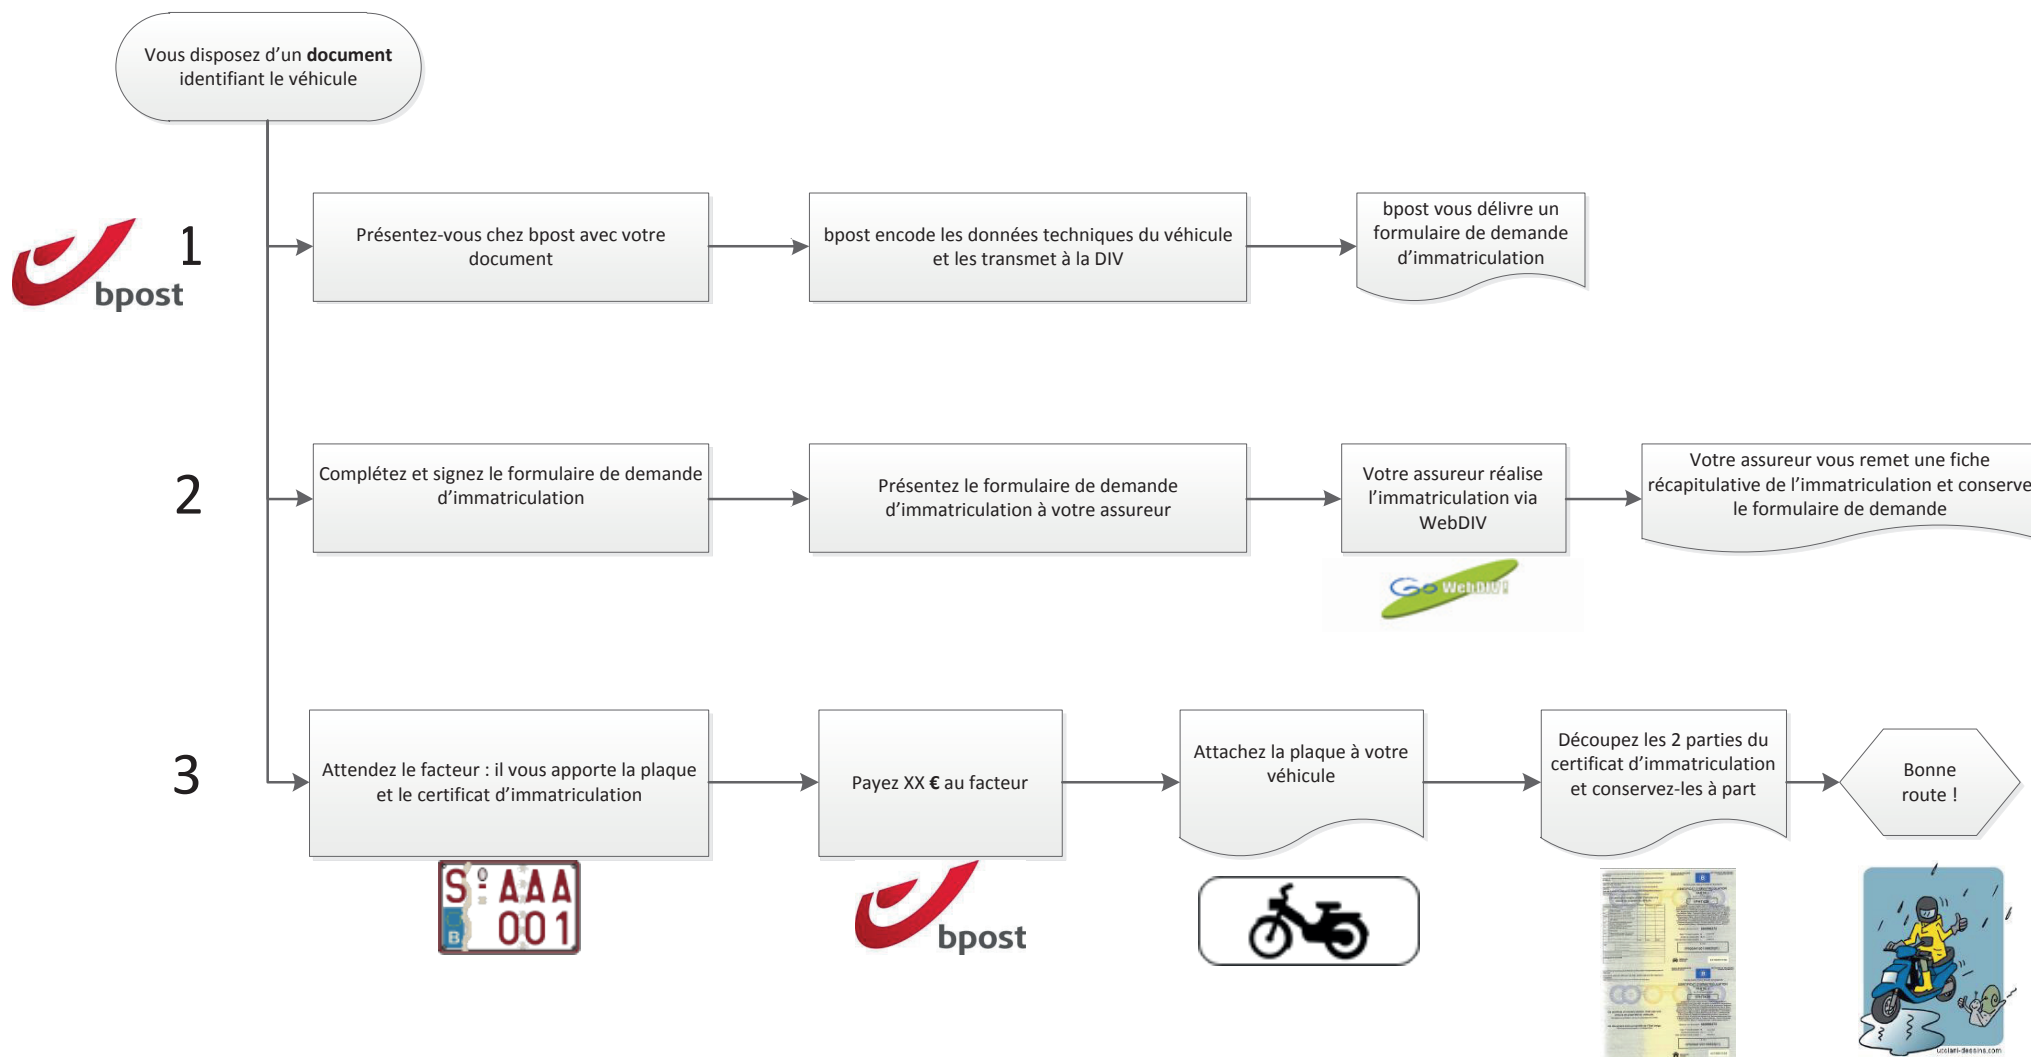 Vous disposez d’un document
identifiant le véhicule
bpost
1
Présentez-vous chez bpost avec votre
document
bpost encode les données techniques du véhicule
et les transmet à la DIV
bpost vous délivre un
formulaire de demande
d’immatriculation
2
Complétez et signez le formulaire de demande
d’immatriculation
Présentez le formulaire de demande
d’immatriculation à votre assureur
Votre assureur réalise
l’immatriculation via
WebDIV
Votre assureur vous remet une fiche
récapitulative de l’immatriculation et conserve
le formulaire de demande
Go WebDIV!
3
Attendez le facteur : il vous apporte la plaque
et le certificat d’immatriculation
Payez XX € au facteur
Attachez la plaque à votre
véhicule
Découpez les 2 parties du
certificat d’immatriculation
et conservez-les à part
Bonne
route !
S AAA
B 001
bpost